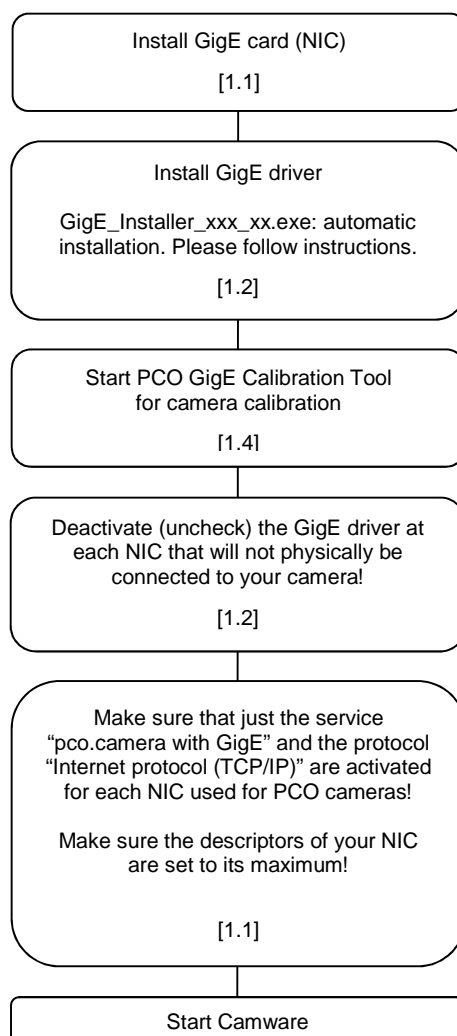 Install GigE card (NIC)
[1.1]
Install GigE driver
GigE_Installer_xxx_xx.exe: automatic
installation. Please follow instructions.
[1.2]
Start PCO GigE Calibration Tool
for camera calibration
[1.4]
Deactivate (uncheck) the GigE driver at
each NIC that will not physically be
connected to your camera!
[1.2]
Make sure that just the service
“pco.camera with GigE” and the protocol
“Internet protocol (TCP/IP)” are activated
for each NIC used for PCO cameras!
Make sure the descriptors of your NIC
are set to its maximum!
[1.1]
Start Camware